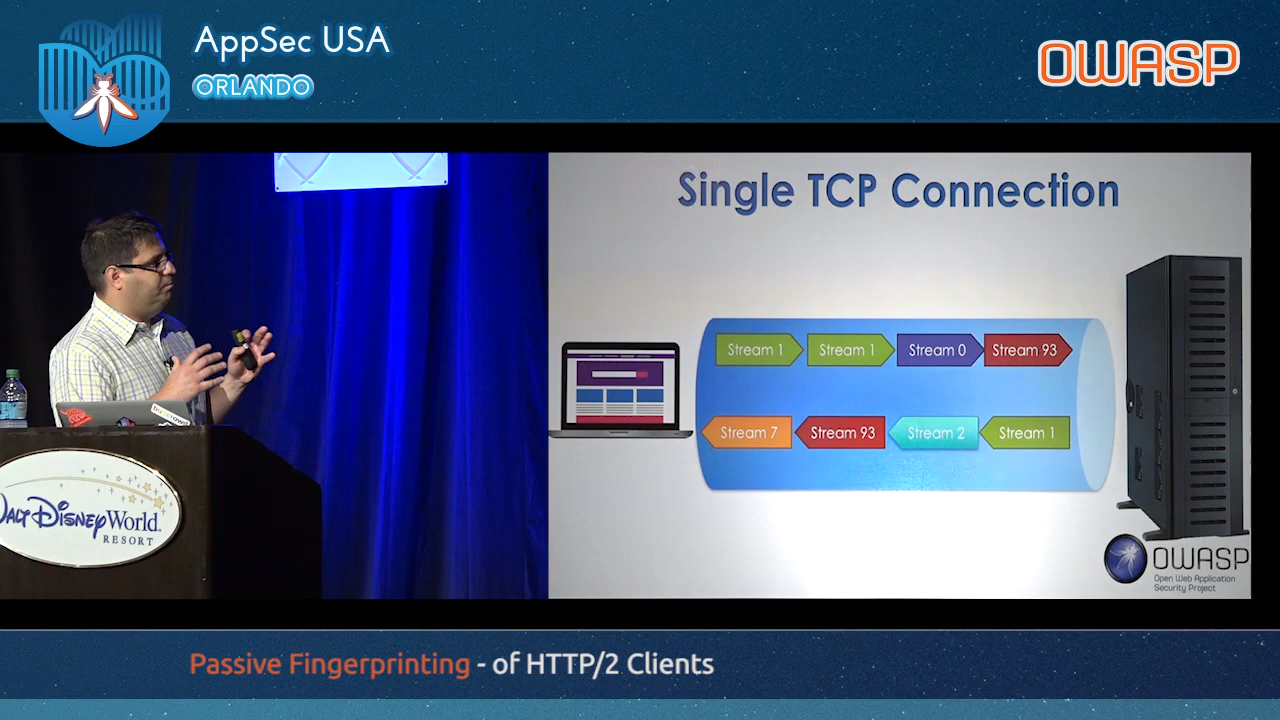 AppSec USA
ORLANDO
OWASP
Single TCP Connection
Stream 1
Stream 1
Stream 0
Stream 93
Stream 7
Stream 93
Stream 2
Stream 1
OWASP
Open Web Application
Security Project
bugcrowd
WALT DISNEY World.
RESORT
Passive Fingerprinting - of HTTP/2 Clients